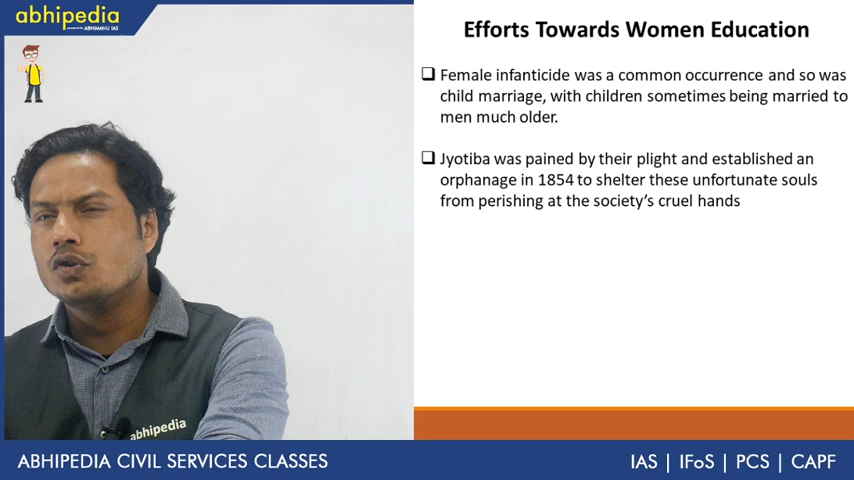 abhipedia
powered by ABHIMANU IAS
Efforts Towards Women Education
❑ Female infanticide was a common occurrence and so was
child marriage, with children sometimes being married to
men much older.
❑ Jyotiba was pained by their plight and established an
orphanage in 1854 to shelter these unfortunate souls
from perishing at the society's cruel hands
abhipedia
ABHIPEDIA CIVIL SERVICES CLASSES
IAS | IFoS | PCS | CAPF